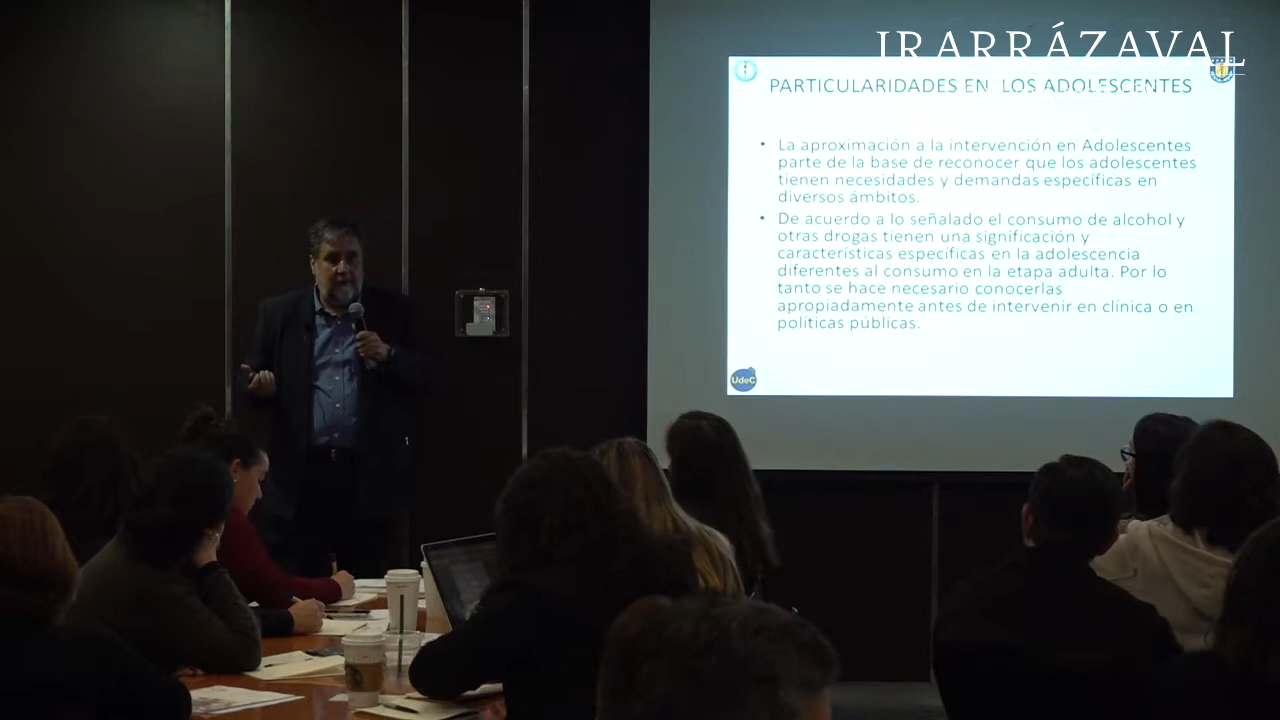 IRARRÁZAVAL
PARTICULARIDADES EN LOS ADOLESCENTES
• La aproximación a la intervención en Adolescentes
parte de la base de reconocer que los adolescentes
tienen necesidades y demandas específicas en
diversos ámbitos.
• De acuerdo a lo señalado el consumo de alcohol y
otras drogas tienen una significación y
características especificas en la adolescencia
diferentes al consumo en la etapa adulta. Por lo
tanto se hace necesario conocerlas
apropiadamente antes de intervenir en clínica o en
políticas públicas.
UdeC